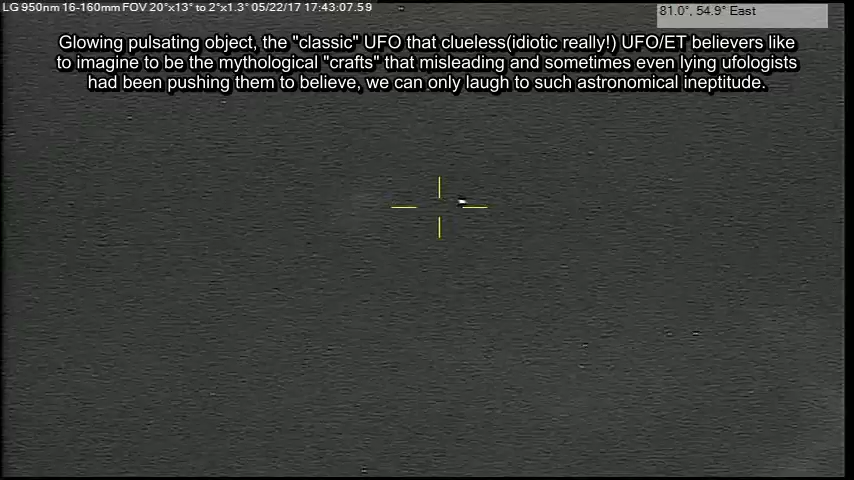 LG 950nm 16-160mm FOV 20°x13° to 2°x1.3° 05/22/17 17:43:07.59
81.0°, 54.9° East
Glowing pulsating object, the "classic" UFO that clueless(idiotic really!) UFO/ET believers like
to imagine to be the mythological "crafts" that misleading and sometimes even lying ufologists
had been pushing them to believe, we can only laugh to such astronomical ineptitude.